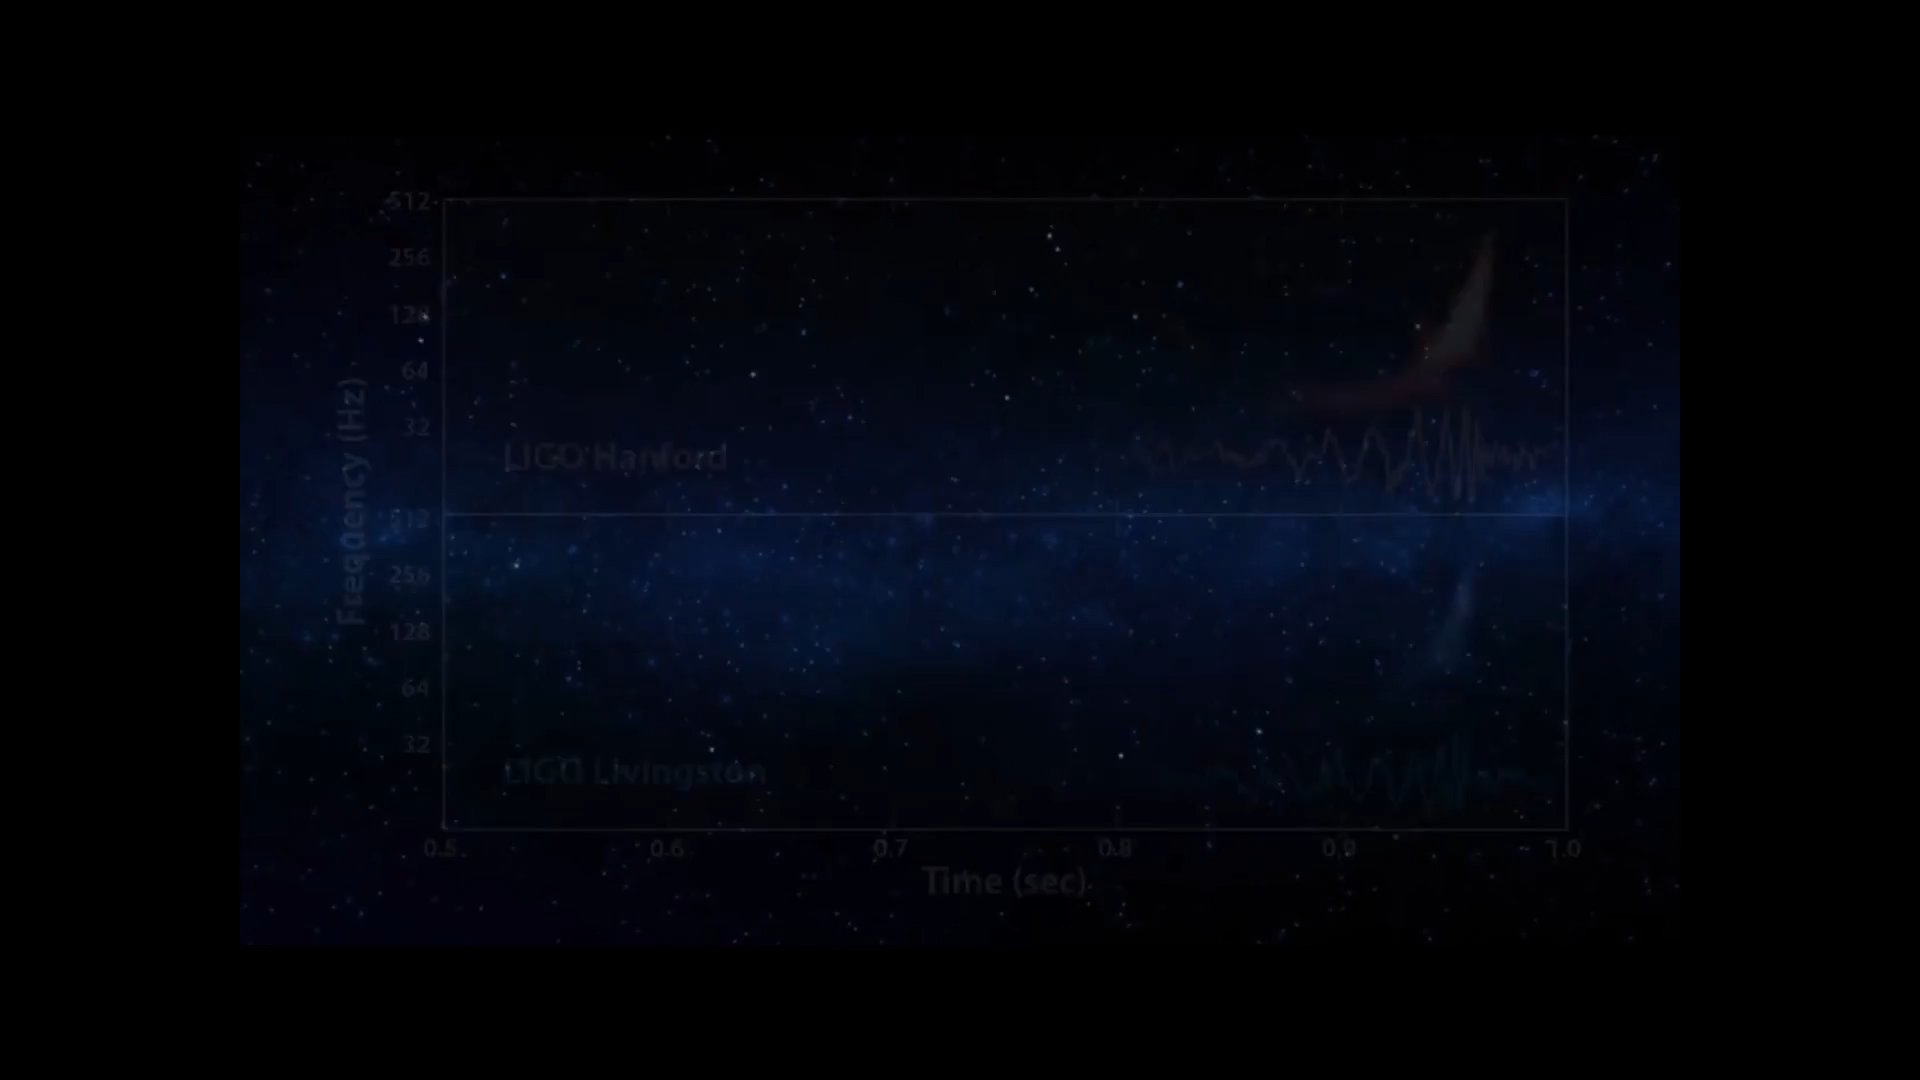 Frequency (Hz)
512
256
128
64
32
LIGO Hanford
512
256
128
64
32
LIGO Livingston
0.5 0.6 0.7 0.8 0.9 1.0
Time (sec)